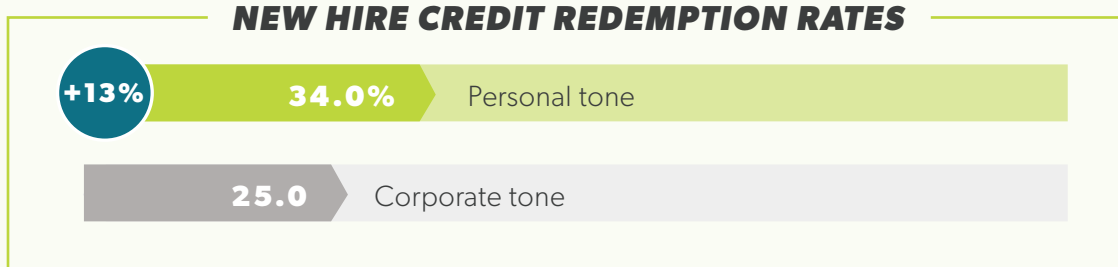 NEW HIRE CREDIT REDEMPTION RATES
+13% 34.0% Personal tone
25.0 Corporate tone